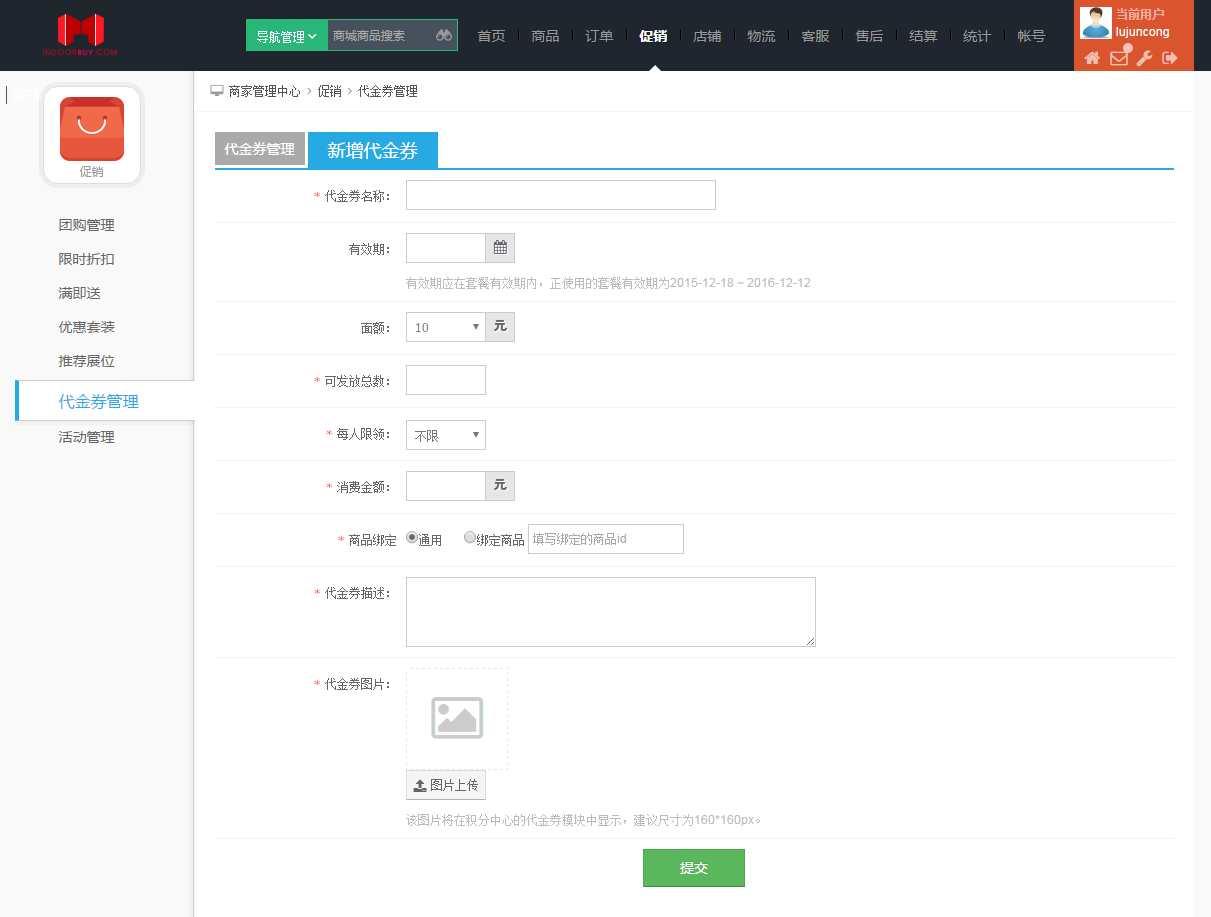 INDOORBUY.COM
导航管理 商城商品搜索 首页 商品 订单 促销 店铺 物流 客服 售后 结算 统计 帐号
当前用户
lujuncong
商家管理中心 > 促销 > 代金券管理
促销
团购管理
限时折扣
满即送
优惠套装
推荐展位
代金券管理
活动管理
代金券管理 新增代金券
* 代金券名称：
有效期：
有效期应在套餐有效期内，正使用的套餐有效期为2015-12-18 ~ 2016-12-12
面额： 10 元
* 可发放总数：
* 每人限领： 不限
* 消费金额： 元
* 商品绑定 通用 绑定商品 填写绑定的商品id
* 代金券描述：
* 代金券图片：
图片上传
该图片将在积分中心的代金券模块中显示，建议尺寸为160*160px。
提交